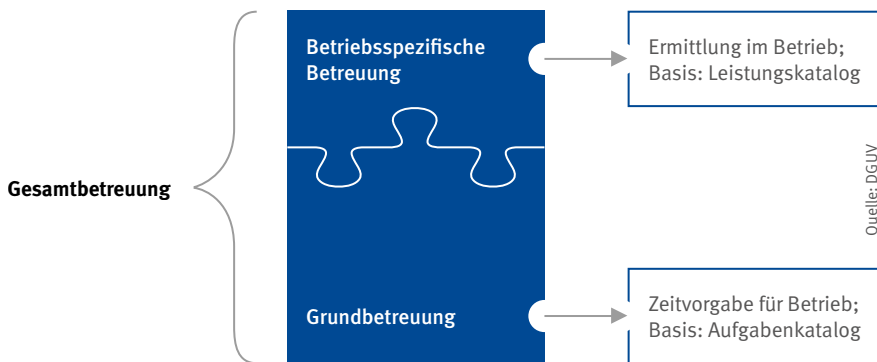 Betriebsspezifische
Betreuung
Ermittlung im Betrieb;
Basis: Leistungskatalog
Gesamtbetreuung
Quelle: DGUV
Grundbetreuung
Zeitvorgabe für Betrieb;
Basis: Aufgabenkatalog